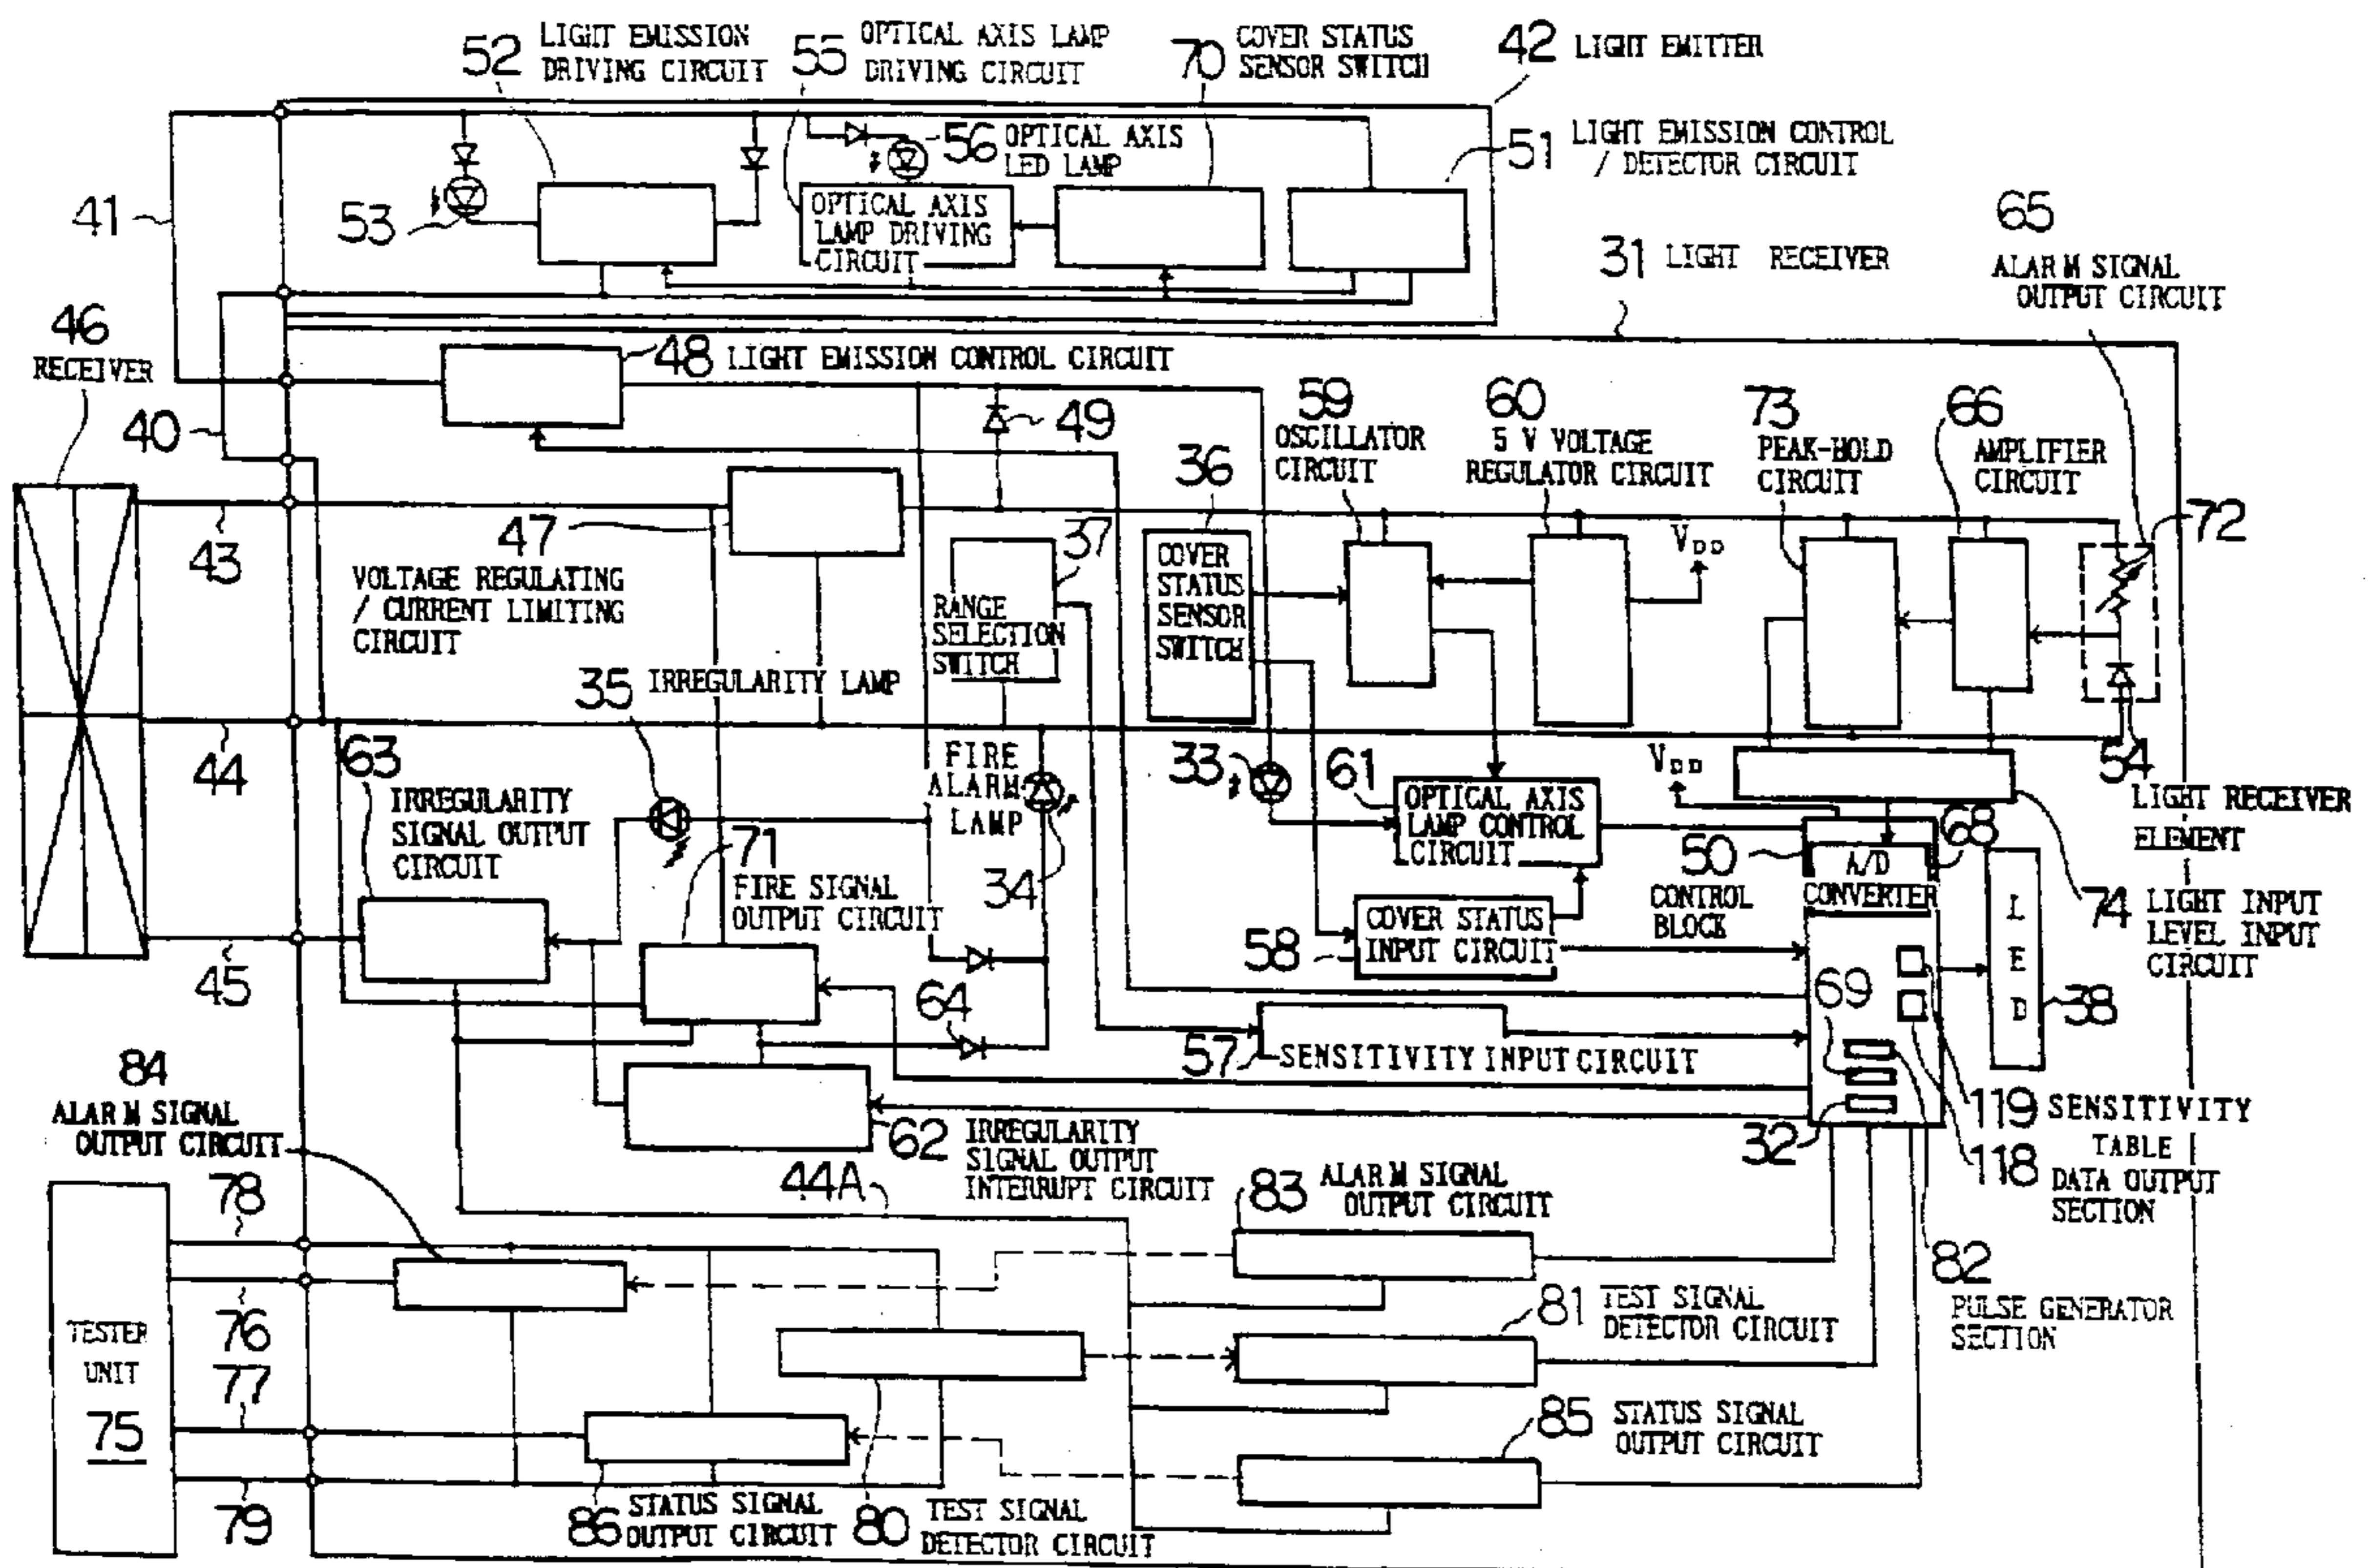 52 LIGHT EMISSION
DRIVING CIRCUIT
55 OPTICAL AXIS LAMP
DRIVING CIRCUIT
70 COVER STATUS
SENSOR SWITCH
42 LIGHT EMITTER
56 OPTICAL AXIS
LED LAMP
51 LIGHT EMISSION CONTROL
/ DETECTOR CIRCUIT
41
53
OPTICAL AXIS
LAMP DRIVING
CIRCUIT
65
ALARM SIGNAL
OUTPUT CIRCUIT
31 LIGHT RECEIVER
46
RECEIVER
48 LIGHT EMISSION CONTROL CIRCUIT
40
49
59
OSCILLATOR
CIRCUIT
60
5 V VOLTAGE
REGULATOR CIRCUIT
73
PEAK-HOLD
CIRCUIT
66
AMPLIFIER
CIRCUIT
36
43
47
VOLTAGE REGULATING
/ CURRENT LIMITING
CIRCUIT
37
RANGE
SELECTION
SWITCH
COVER
STATUS
SENSOR
SWITCH
VDD
72
35 IRREGULARITY LAMP
44
63
IRREGULARITY
SIGNAL OUTPUT
CIRCUIT
FIRE
ALARM
LAMP
33
61
OPTICAL AXIS
LAMP CONTROL
CIRCUIT
VDD
54
LIGHT RECEIVER
ELEMENT
71
FIRE SIGNAL
OUTPUT CIRCUIT
34
50
CONTROL
BLOCK
A/D
CONVERTER
68
74 LIGHT INPUT
LEVEL INPUT
CIRCUIT
45
58
COVER STATUS
INPUT CIRCUIT
L
E
D
38
64
69
57
SENSITIVITY INPUT CIRCUIT
84
ALARM SIGNAL
OUTPUT CIRCUIT
62 IRREGULARITY
SIGNAL OUTPUT
INTERRUPT CIRCUIT
32
119 SENSITIVITY
TABLE
118 DATA OUTPUT
SECTION
78
44A
83 ALARM SIGNAL
OUTPUT CIRCUIT
82
PULSE GENERATOR
SECTION
76
TESTER
UNIT
75
77
81 TEST SIGNAL
DETECTOR CIRCUIT
85 STATUS SIGNAL
OUTPUT CIRCUIT
79
86 STATUS SIGNAL
OUTPUT CIRCUIT
80 TEST SIGNAL
DETECTOR CIRCUIT